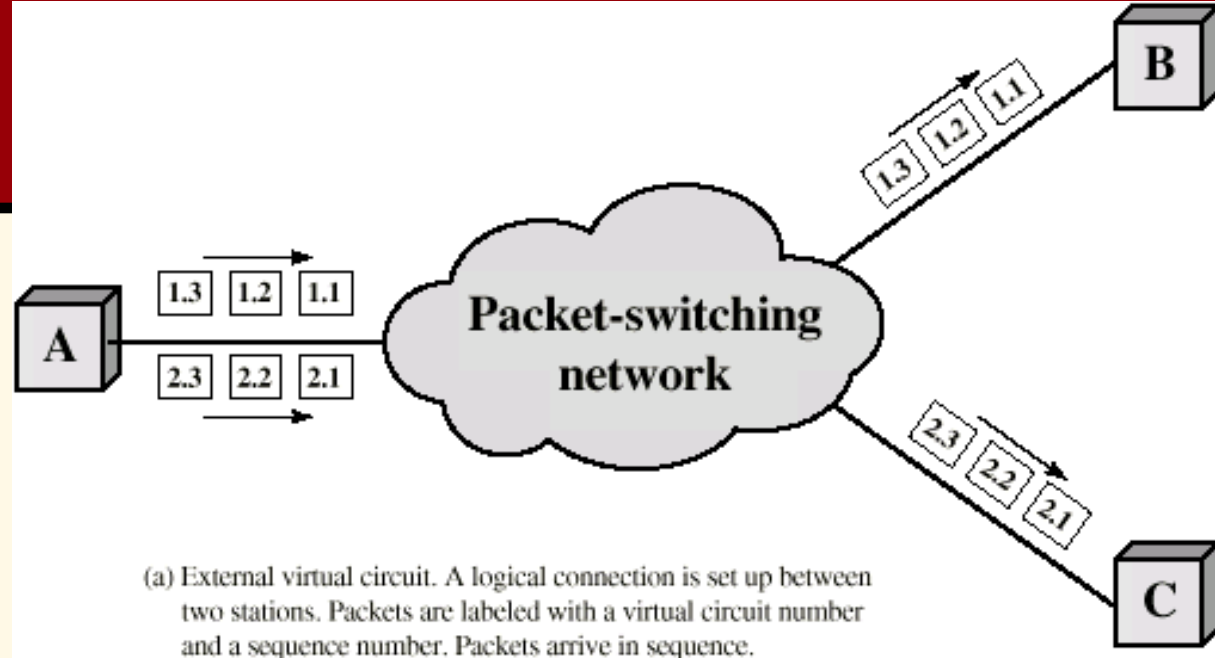 B
1.3 1.2 1.1
1.3 1.2 1.1
A
Packet-switching
network
2.3 2.2 2.1
2.3 2.2 2.1
C
(a) External virtual circuit. A logical connection is set up between
two stations. Packets are labeled with a virtual circuit number
and a sequence number. Packets arrive in sequence.